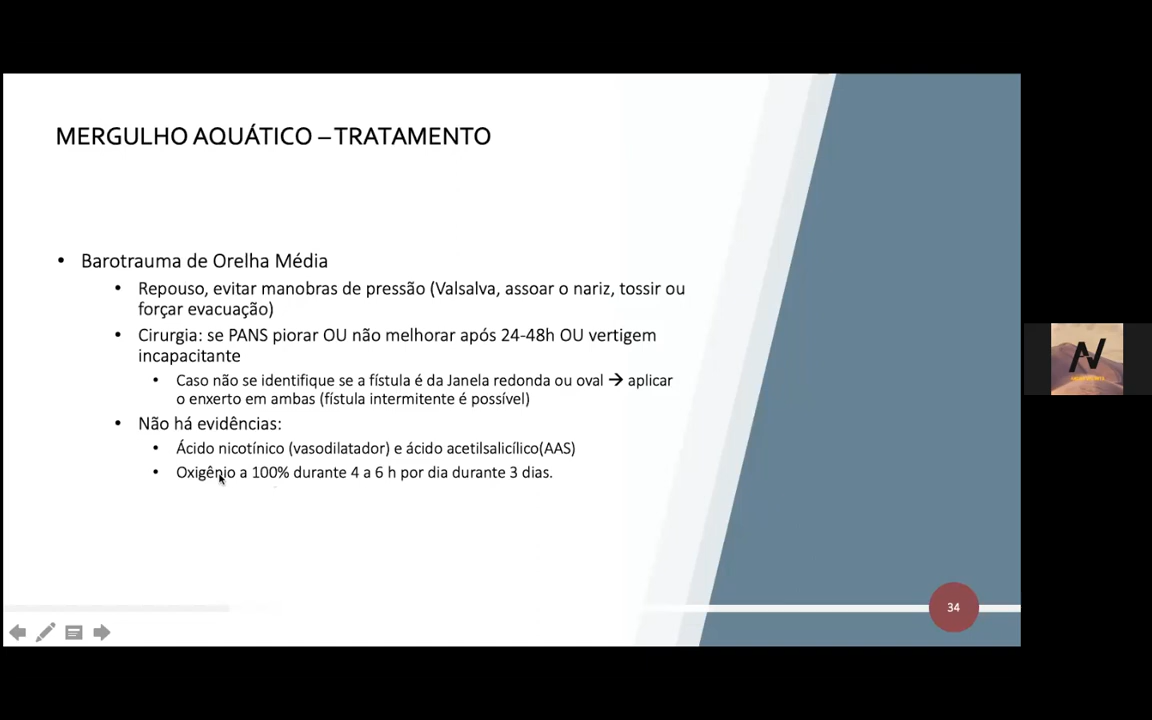 MERGULHO AQUÁTICO – TRATAMENTO
• Barotrauma de Orelha Média
• Repouso, evitar manobras de pressão (Valsalva, assoar o nariz, tossir ou
forçar evacuação)
• Cirurgia: se PANS piorar OU não melhorar após 24-48h OU vertigem
incapacitante
• Caso não se identifique se a fístula é da Janela redonda ou oval → aplicar
o enxerto em ambas (fístula intermitente é possível)
• Não há evidências:
• Ácido nicotínico (vasodilatador) e ácido acetilsalicílico(AAS)
• Oxigênio a 100% durante 4 a 6 h por dia durante 3 dias.
34